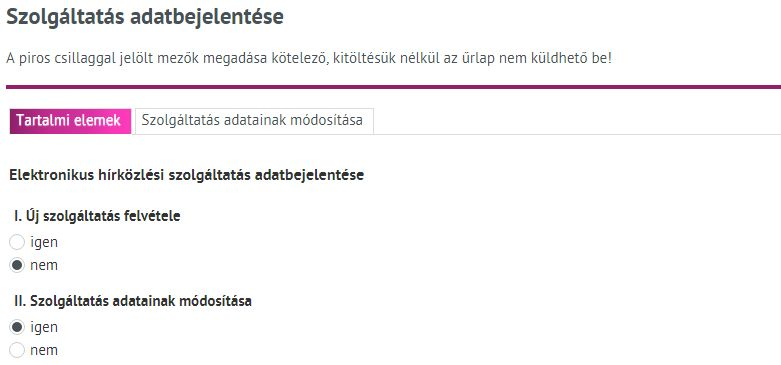 Szolgáltatás adatbejelentése
A piros csillaggal jelölt mezők megadása kötelező, kitöltésük nélkül az űrlap nem küldhető be!
Tartalmi elemek
Szolgáltatás adatainak módosítása
Elektronikus hírközlési szolgáltatás adatbejelentése
I. Új szolgáltatás felvétele
igen
nem
II. Szolgáltatás adatainak módosítása
igen
nem